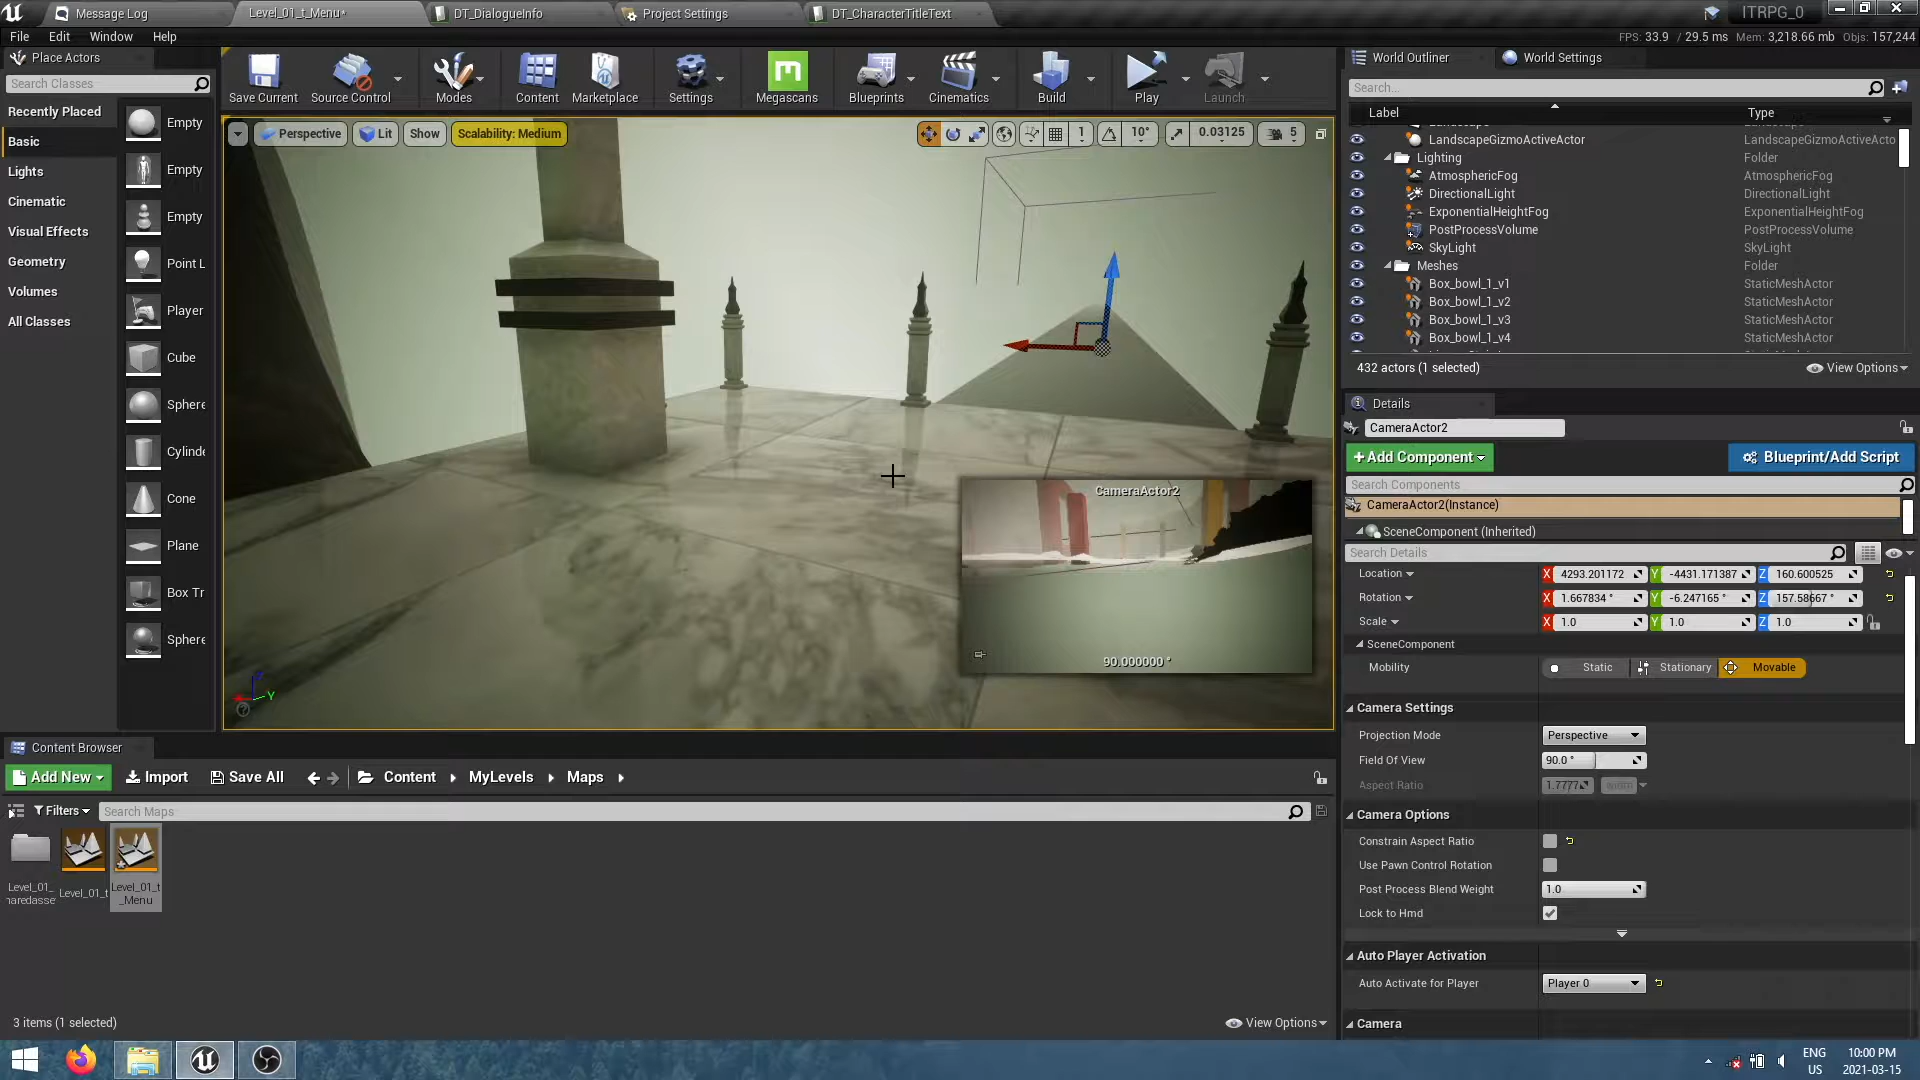 Message Log
Level_01_t_Menu*
DT_DialogueInfo
Project Settings
DT_CharacterTitleText
ITRPG_0
File Edit Window Help
FPS: 33.9 / 29.5 ms Mem: 3,218.66 mb Objs: 157,244
Place Actors
Search Classes
Recently Placed
Basic
Lights
Cinematic
Visual Effects
Geometry
Volumes
All Classes
Empty
Empty
Empty
Point L
Player
Cube
Sphere
Cylinde
Cone
Plane
Box Tr
Sphere
Save Current
Source Control
Modes
Content
Marketplace
Settings
Megascans
Blueprints
Cinematics
Build
Play
Launch
Perspective
Lit
Show
Scalability: Medium
1
10°
0.03125
5
CameraActor2
90.000000 °
Y
World Outliner
World Settings
Search...
Label Type
LandscapeGizmoActiveActor LandscapeGizmoActiveActo
Lighting Folder
AtmosphericFog AtmosphericFog
DirectionalLight DirectionalLight
ExponentialHeightFog ExponentialHeightFog
PostProcessVolume PostProcessVolume
SkyLight SkyLight
Meshes Folder
Box_bowl_1_v1 StaticMeshActor
Box_bowl_1_v2 StaticMeshActor
Box_bowl_1_v3 StaticMeshActor
Box_bowl_1_v4 StaticMeshActor
432 actors (1 selected)
View Options
Details
CameraActor2
+ Add Component
Blueprint/Add Script
Search Components
CameraActor2(Instance)
SceneComponent (Inherited)
Search Details
Location X 4293.201172 Y -4431.171387 Z 160.600525
Rotation X 1.667834 ° Y -6.247165 ° Z 157.58667 °
Scale X 1.0 Y 1.0 Z 1.0
SceneComponent
Mobility Static Stationary Movable
Camera Settings
Projection Mode Perspective
Field Of View 90.0 °
Aspect Ratio 1.7777
Camera Options
Constrain Aspect Ratio
Use Pawn Control Rotation
Post Process Blend Weight 1.0
Lock to Hmd
Auto Player Activation
Auto Activate for Player Player 0
Camera
Content Browser
Add New
Import
Save All
Content
MyLevels
Maps
Filters
Search Maps
Level_01_
haredasse
Level_01_t
Level_01_t
_Menu
3 items (1 selected)
View Options
ENG
US
10:00 PM
2021-03-15